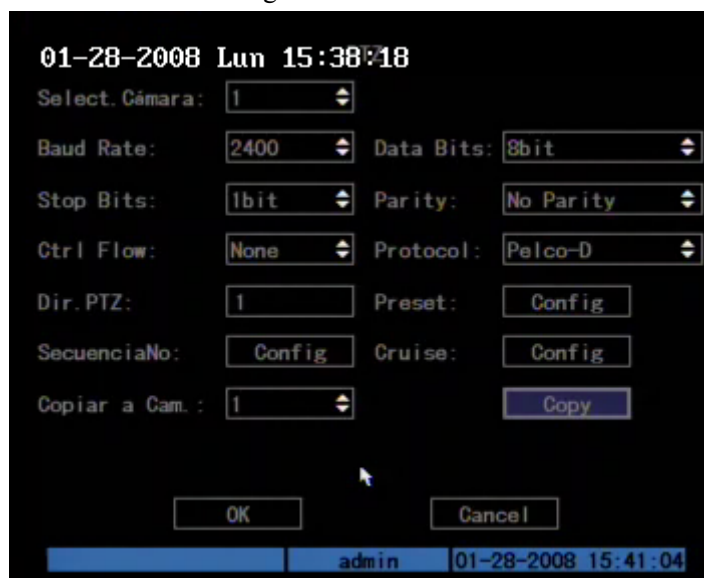 01-28-2008 Lun 15:38:18
Select.Cámara: 1
Baud Rate: 2400 Data Bits: 8bit
Stop Bits: 1bit Parity: No Parity
Ctrl Flow: None Protocol: Pelco-D
Dir.PTZ: 1 Preset: Config
SecuenciaNo: Config Cruise: Config
Copiar a Cam.: 1 Copy
OK Cancel
admin 01-28-2008 15:41:04